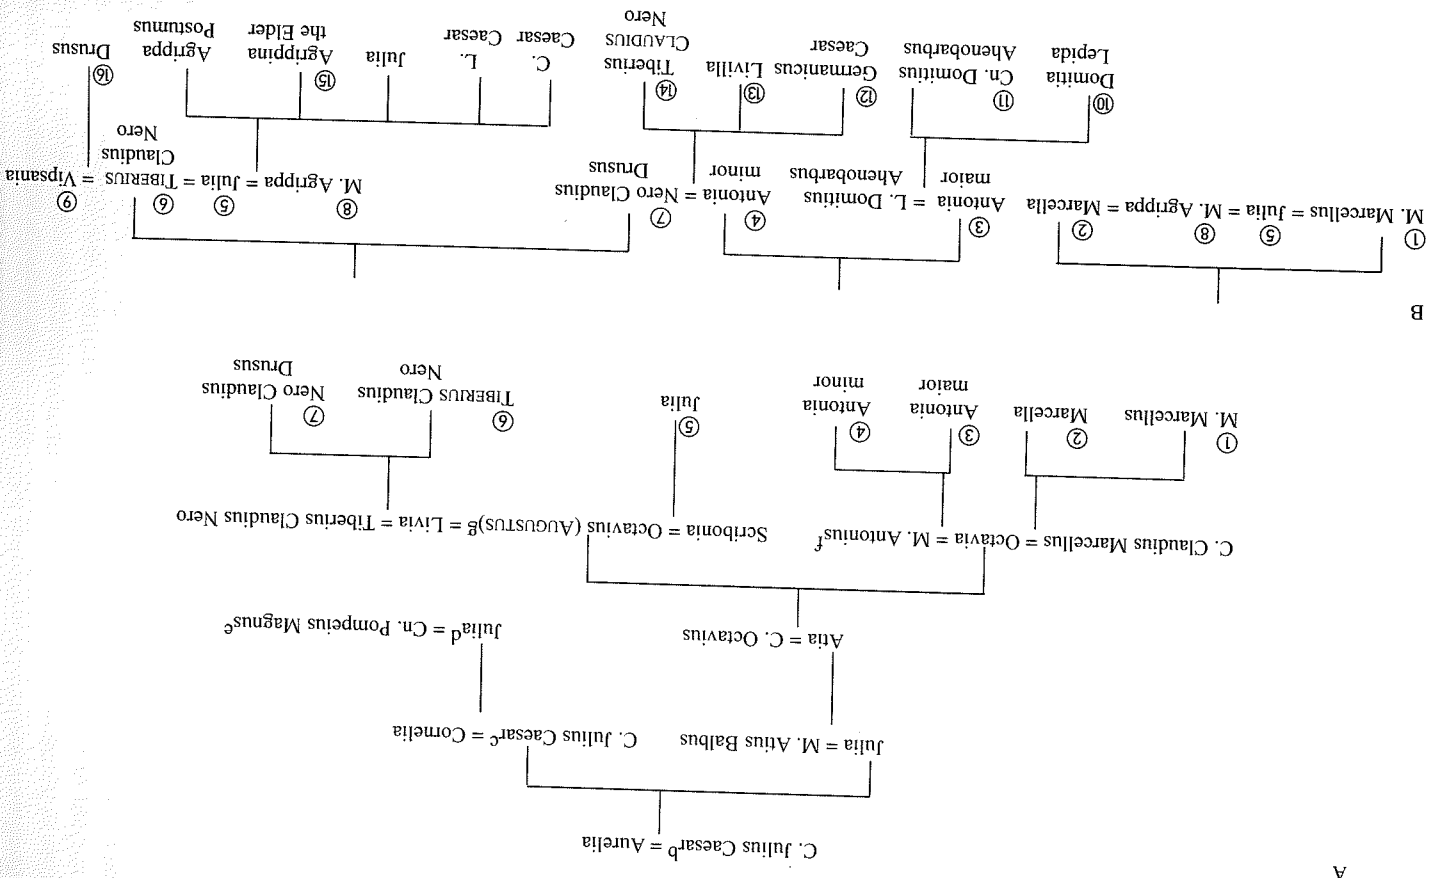 A
C. Julius Caesarᵇ = Aurelia
Julia = M. Atius Balbus C. Julius Caesarᶜ = Cornelia
Atia = C. Octavius Juliaᵈ = Cn. Pompeius Magnusᵉ
C. Claudius Marcellus = Octavia = M. Antoniusᶠ Scribonia = Octavius (AUGUSTUS)ᵍ = Livia = Tiberius Claudius Nero
① ② ③ ④ ⑤ ⑥ ⑦
M. Marcellus Marcella Antonia Antonia Julia TIBERIUS Claudius Nero Claudius
maior minor Nero Drusus
B
① ⑤ ⑧ ② ③ ④ ⑦ ⑧ ⑤ ⑥ ⑨
M. Marcellus = Julia = M. Agrippa = Marcella Antonia = L. Domitius Antonia = Nero Claudius M. Agrippa = Julia = TIBERIUS = Vipsania
maior Ahenobarbus minor Drusus Claudius
Nero
⑩ ⑪ ⑫ ⑬ ⑭ ⑮ ⑯
Domitia Cn. Domitius Germanicus Livilla Tiberius C. L. Julia Agrippina Agrippa Drusus
Lepida Ahenobarbus Caesar CLAUDIUS Caesar Caesar the Elder Postumus
Nero